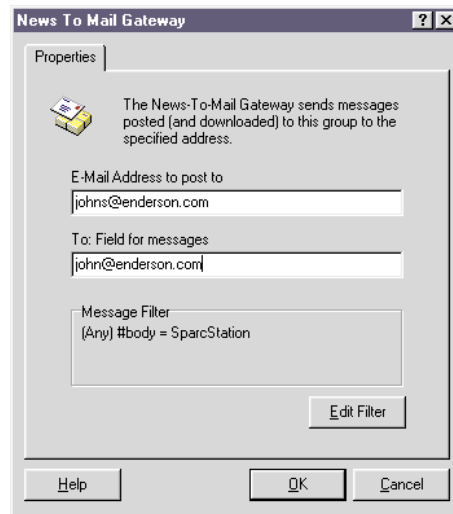 News To Mail Gateway
Properties
The News-To-Mail Gateway sends messages
posted (and downloaded) to this group to the
specified address.
E-Mail Address to post to
johns@enderson.com
To: Field for messages
john@enderson.com
Message Filter
(Any) #body = SparcStation
Edit Filter
Help
OK
Cancel